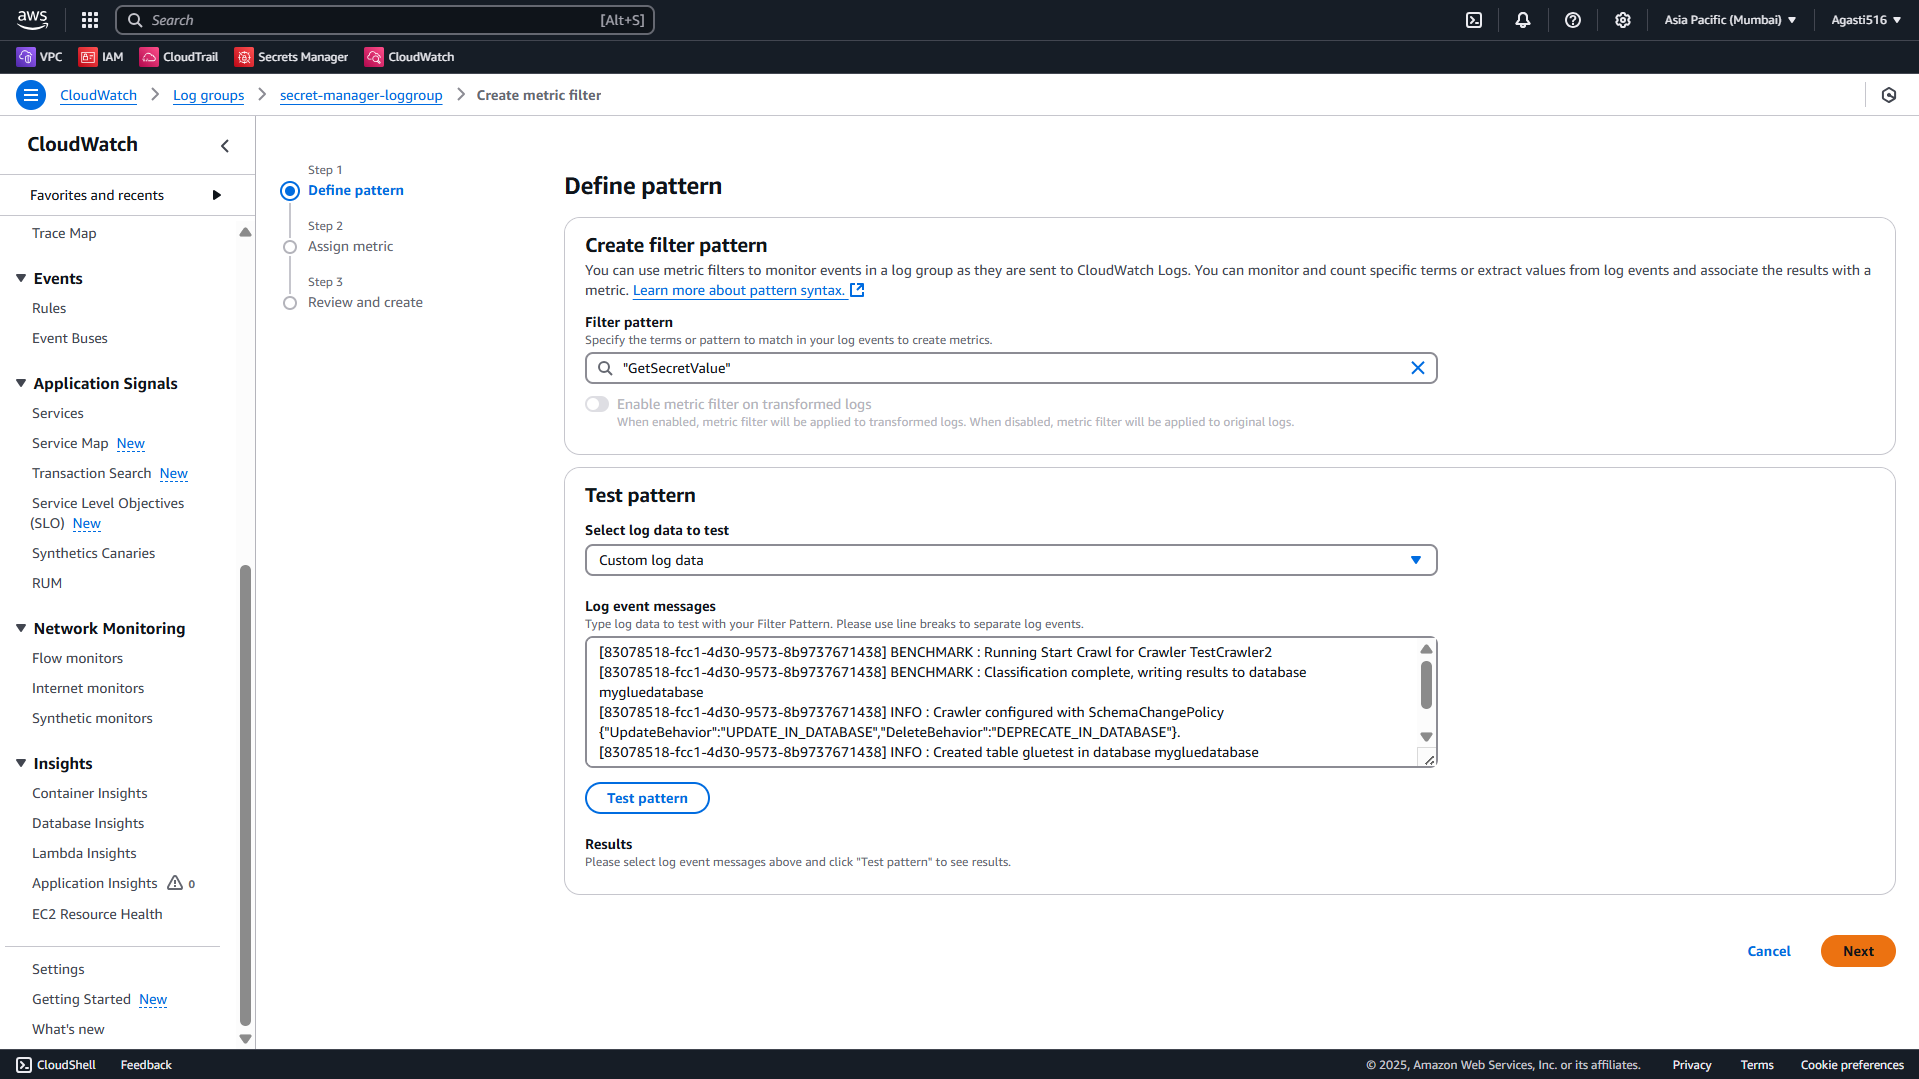 aws
Search
[Alt+S]
Asia Pacific (Mumbai)
Agasti516
VPC
IAM
CloudTrail
Secrets Manager
CloudWatch
CloudWatch
Log groups
secret-manager-loggroup
Create metric filter
CloudWatch
Favorites and recents
Trace Map
Events
Rules
Event Buses
Application Signals
Services
Service Map New
Transaction Search New
Service Level Objectives
(SLO) New
Synthetics Canaries
RUM
Network Monitoring
Flow monitors
Internet monitors
Synthetic monitors
Insights
Container Insights
Database Insights
Lambda Insights
Application Insights 0
EC2 Resource Health
Settings
Getting Started New
What's new
Step 1
Define pattern
Step 2
Assign metric
Step 3
Review and create
Define pattern
Create filter pattern
You can use metric filters to monitor events in a log group as they are sent to CloudWatch Logs. You can monitor and count specific terms or extract values from log events and associate the results with a
metric. Learn more about pattern syntax.
Filter pattern
Specify the terms or pattern to match in your log events to create metrics.
"GetSecretValue"
Enable metric filter on transformed logs
When enabled, metric filter will be applied to transformed logs. When disabled, metric filter will be applied to original logs.
Test pattern
Select log data to test
Custom log data
Log event messages
Type log data to test with your Filter Pattern. Please use line breaks to separate log events.
[83078518-fcc1-4d30-9573-8b9737671438] BENCHMARK : Running Start Crawl for Crawler TestCrawler2
[83078518-fcc1-4d30-9573-8b9737671438] BENCHMARK : Classification complete, writing results to database
mygluedatabase
[83078518-fcc1-4d30-9573-8b9737671438] INFO : Crawler configured with SchemaChangePolicy
{"UpdateBehavior":"UPDATE_IN_DATABASE","DeleteBehavior":"DEPRECATE_IN_DATABASE"}.
[83078518-fcc1-4d30-9573-8b9737671438] INFO : Created table gluetest in database mygluedatabase
Test pattern
Results
Please select log event messages above and click "Test pattern" to see results.
Cancel
Next
CloudShell
Feedback
© 2025, Amazon Web Services, Inc. or its affiliates.
Privacy
Terms
Cookie preferences